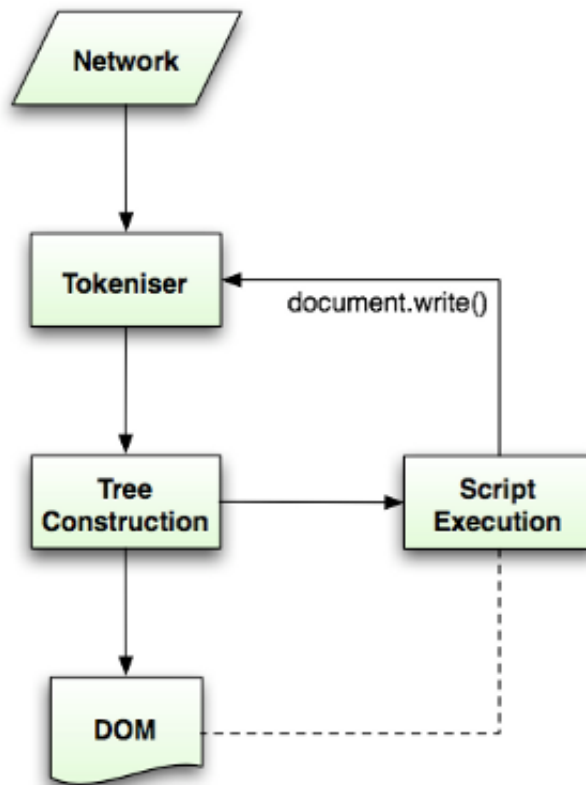 Network
Tokeniser
document.write()
Tree
Construction
Script
Execution
DOM